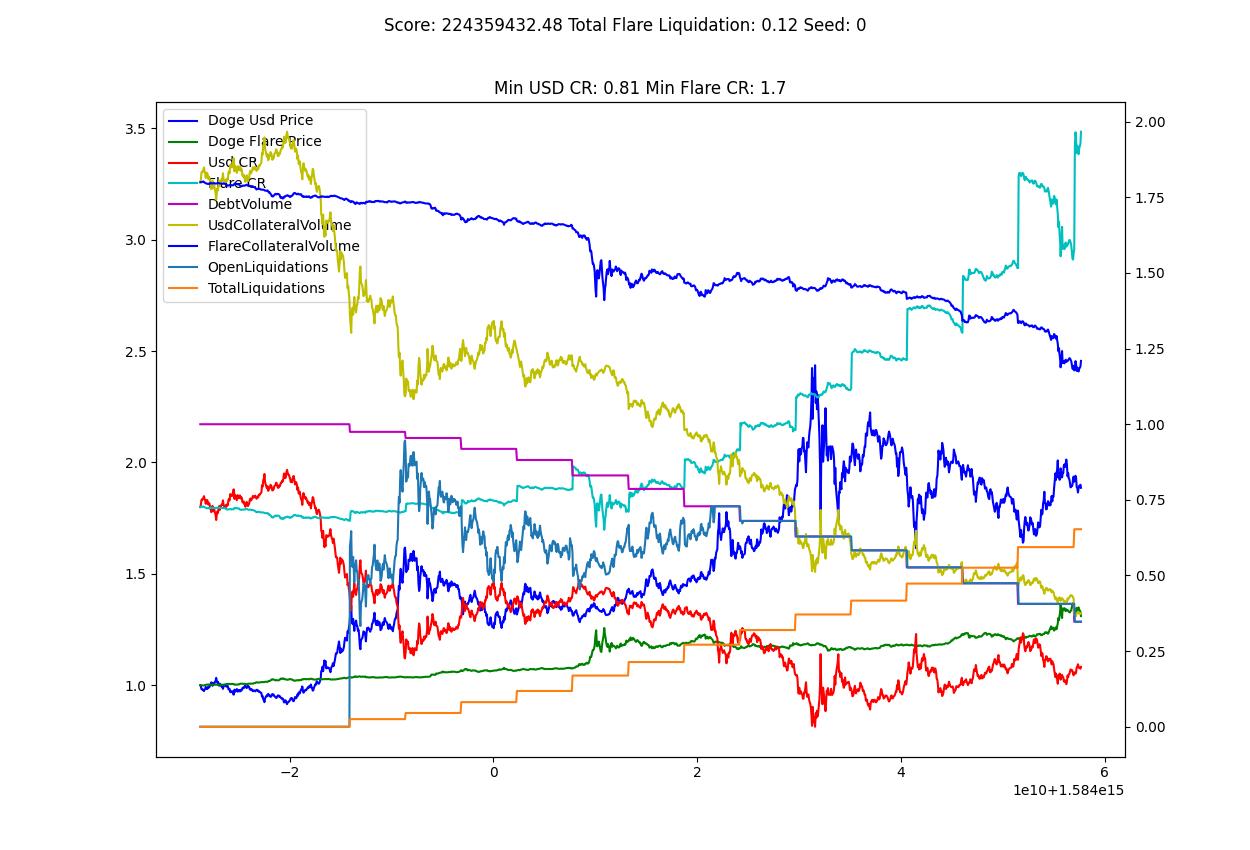 Score: 224359432.48 Total Flare Liquidation: 0.12 Seed: 0
Min USD CR: 0.81 Min Flare CR: 1.7
Doge Usd Price
Doge Flare Price
Usd CR
Flare CR
DebtVolume
UsdCollateralVolume
FlareCollateralVolume
OpenLiquidations
TotalLiquidations
3.5
3.0
2.5
2.0
1.5
1.0
2.00
1.75
1.50
1.25
1.00
0.75
0.50
0.25
0.00
−2
0
2
4
6
1e10+1.584e15